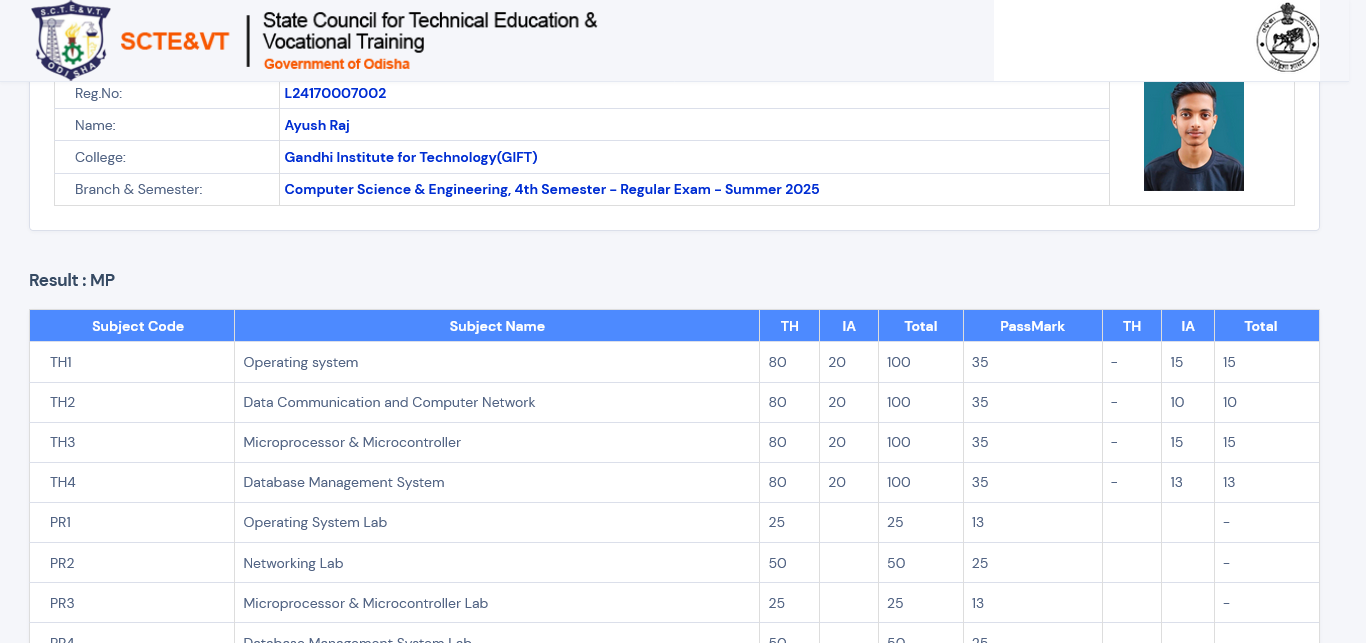 S.C.T.E.&V.T.
ODISHA
SCTE&VT
State Council for Technical Education &
Vocational Training
Government of Odisha
Reg.No: L24170007002
Name: Ayush Raj
College: Gandhi Institute for Technology(GIFT)
Branch & Semester: Computer Science & Engineering, 4th Semester - Regular Exam - Summer 2025
Result : MP
Subject Code Subject Name TH IA Total PassMark TH IA Total
TH1 Operating system 80 20 100 35 - 15 15
TH2 Data Communication and Computer Network 80 20 100 35 - 10 10
TH3 Microprocessor & Microcontroller 80 20 100 35 - 15 15
TH4 Database Management System 80 20 100 35 - 13 13
PR1 Operating System Lab 25 25 13 -
PR2 Networking Lab 50 50 25 -
PR3 Microprocessor & Microcontroller Lab 25 25 13 -
PR4 Database Management System Lab 50 50 25 -